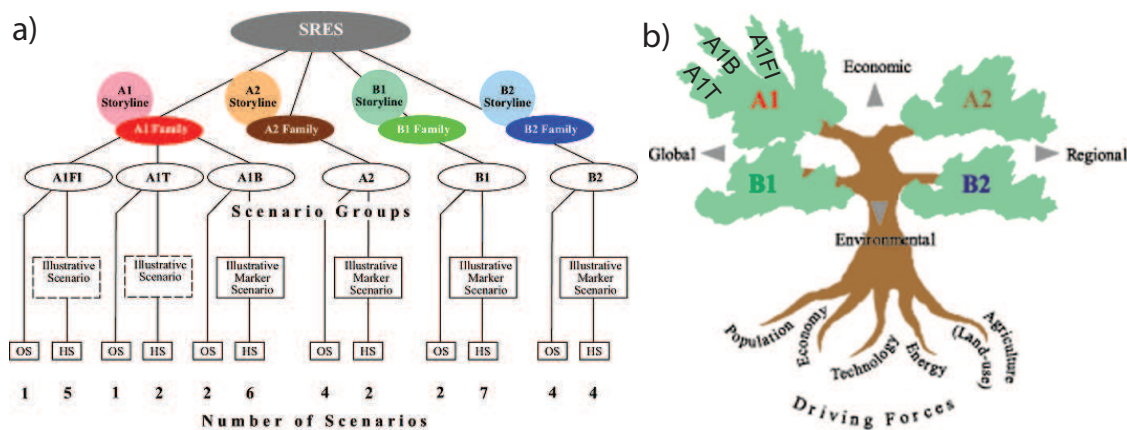 a)
SRES
A1
Storyline
A2
Storyline
B1
Storyline
B2
Storyline
A1 Family
A2 Family
B1 Family
B2 Family
A1FI
A1T
A1B
A2
B1
B2
Scenario Groups
Illustrative
Scenario
Illustrative
Scenario
Illustrative
Marker
Scenario
Illustrative
Marker
Scenario
Illustrative
Marker
Scenario
Illustrative
Marker
Scenario
OS HS OS HS OS HS OS HS OS HS OS HS
1 5 1 2 2 6 4 2 2 7 4 4
Number of Scenarios
b)
A1T
A1B
A1FI
Economic
A1
A2
Global
Regional
B1
B2
Environmental
Population
Economy
Technology
Energy
Agriculture
(Land-use)
Driving Forces